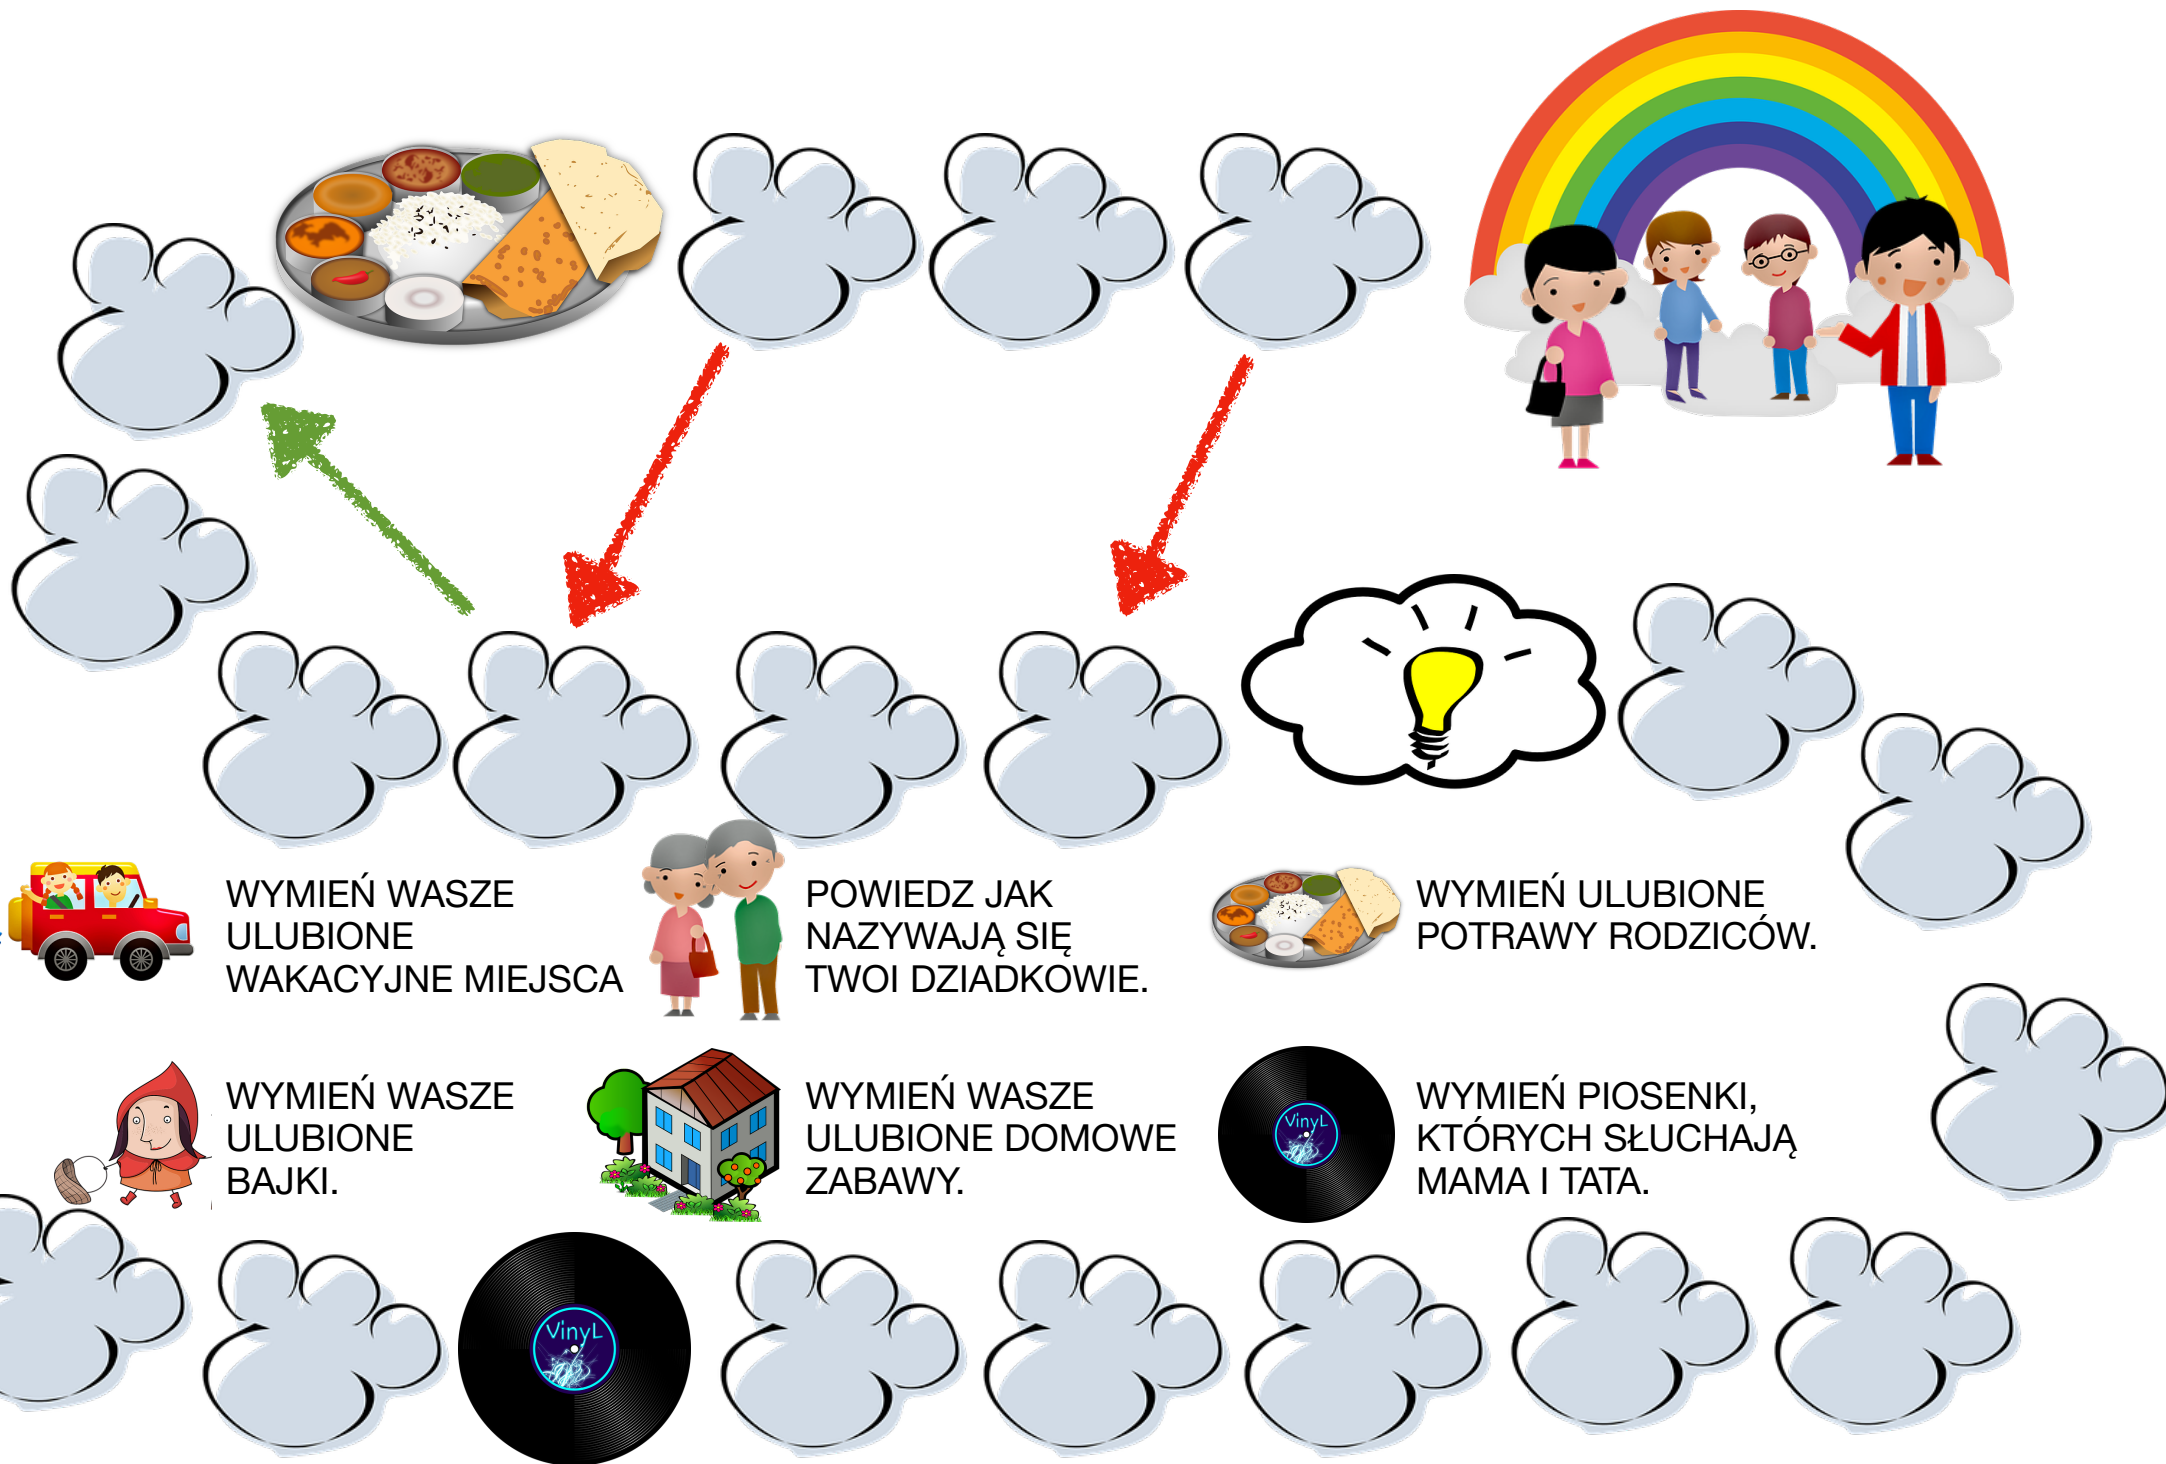 WYMIEŃ WASZE
ULUBIONE
WAKACYJNE MIEJSCA
POWIEDZ JAK
NAZYWAJĄ SIĘ
TWOI DZIADKOWIE.
WYMIEŃ ULUBIONE
POTRAWY RODZICÓW.
WYMIEŃ WASZE
ULUBIONE
BAJKI.
WYMIEŃ WASZE
ULUBIONE DOMOWE
ZABAWY.
VinyL
WYMIEŃ PIOSENKI,
KTÓRYCH SŁUCHAJĄ
MAMA I TATA.
VinyL